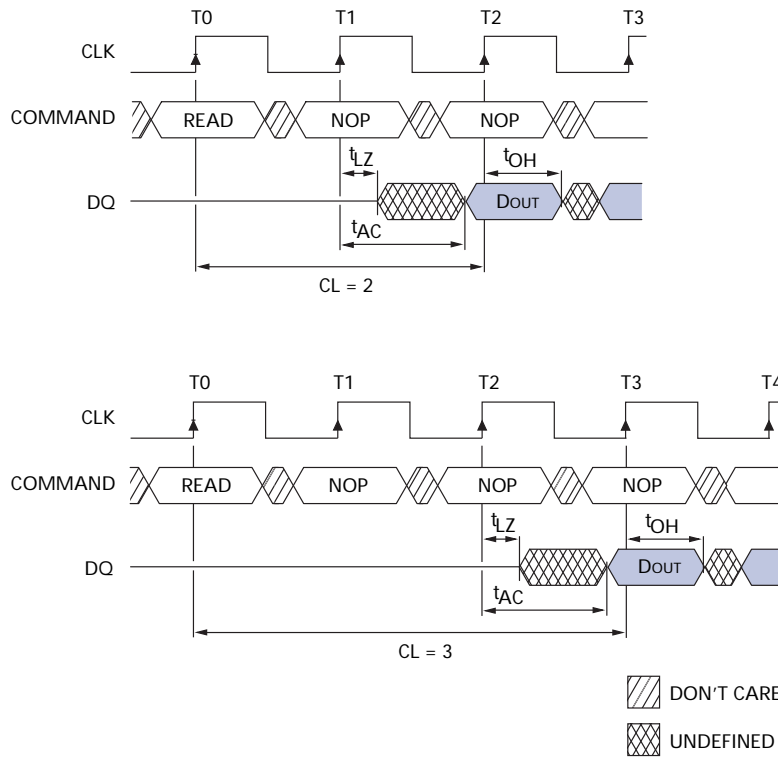 T0 T1 T2 T3
CLK
COMMAND READ NOP NOP
tLZ tOH
DQ DOUT
tAC
CL = 2
T0 T1 T2 T3 T4
CLK
COMMAND READ NOP NOP NOP
tLZ tOH
DQ DOUT
tAC
CL = 3
DON'T CARE
UNDEFINED